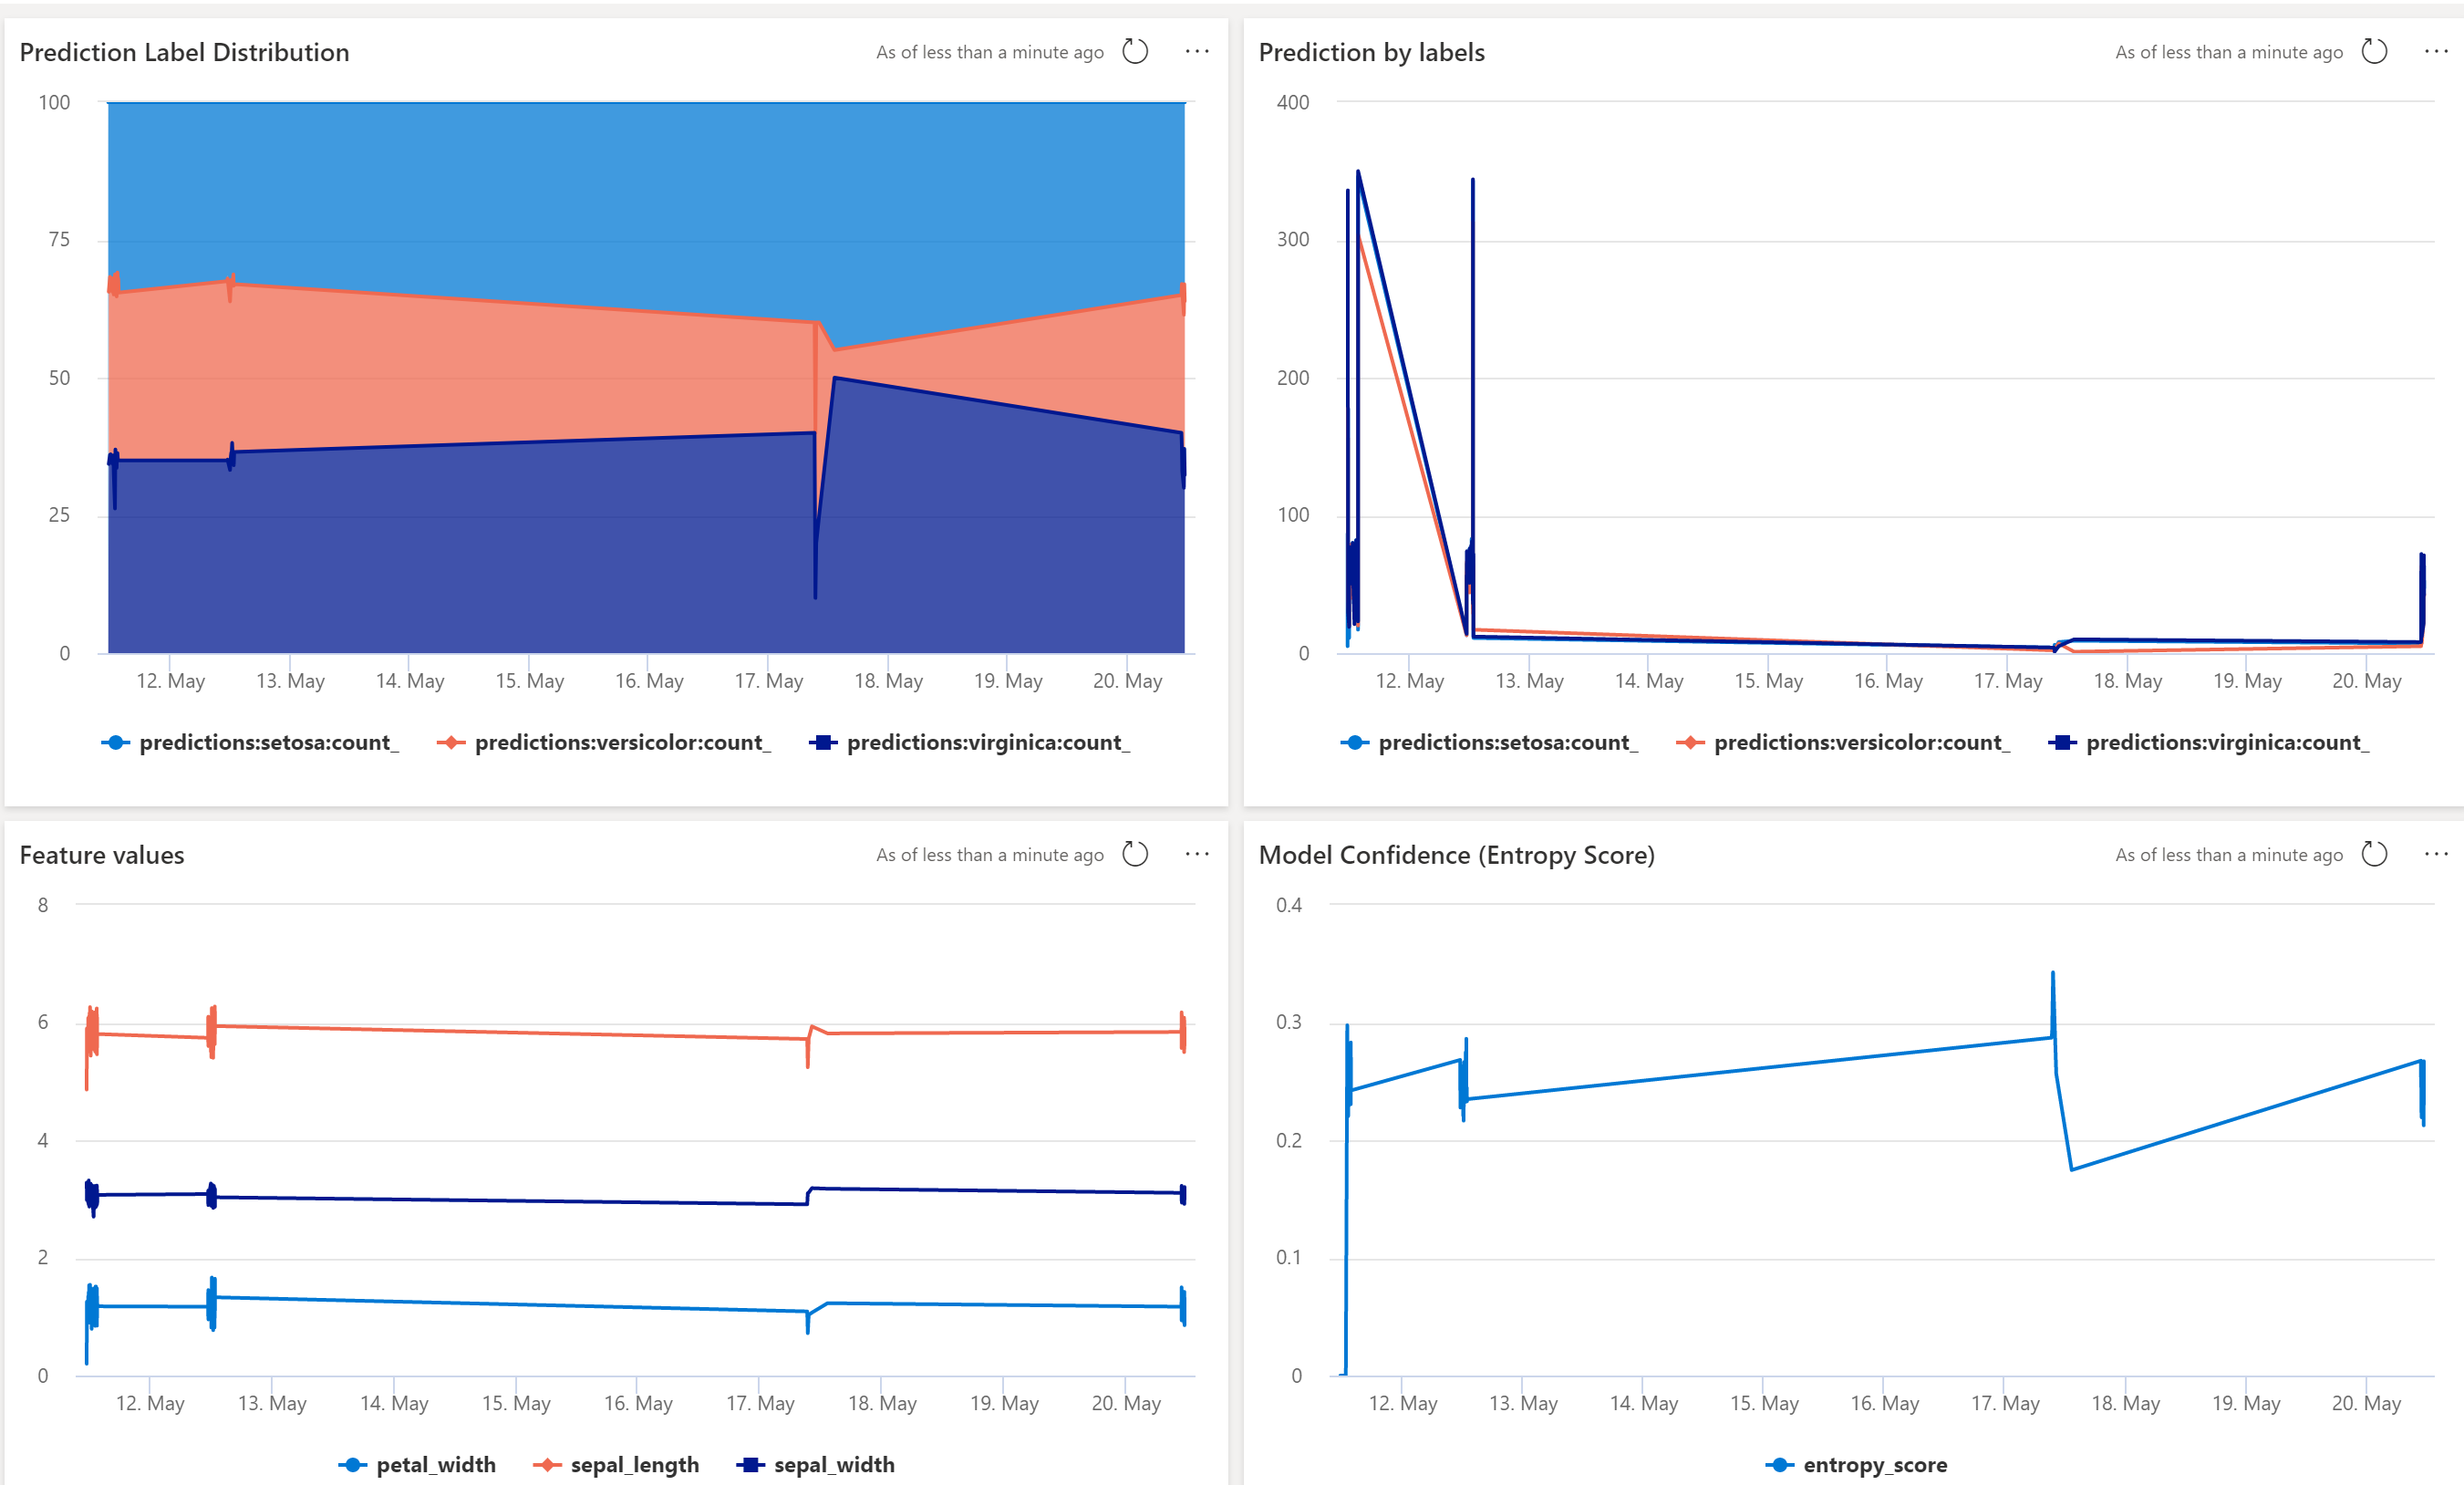 Prediction Label Distribution
As of less than a minute ago
100
75
50
25
0
12. May 13. May 14. May 15. May 16. May 17. May 18. May 19. May 20. May
predictions:setosa:count_ predictions:versicolor:count_ predictions:virginica:count_
Prediction by labels
As of less than a minute ago
400
300
200
100
0
12. May 13. May 14. May 15. May 16. May 17. May 18. May 19. May 20. May
predictions:setosa:count_ predictions:versicolor:count_ predictions:virginica:count_
Feature values
As of less than a minute ago
8
6
4
2
0
12. May 13. May 14. May 15. May 16. May 17. May 18. May 19. May 20. May
petal_width sepal_length sepal_width
Model Confidence (Entropy Score)
As of less than a minute ago
0.4
0.3
0.2
0.1
0
12. May 13. May 14. May 15. May 16. May 17. May 18. May 19. May 20. May
entropy_score